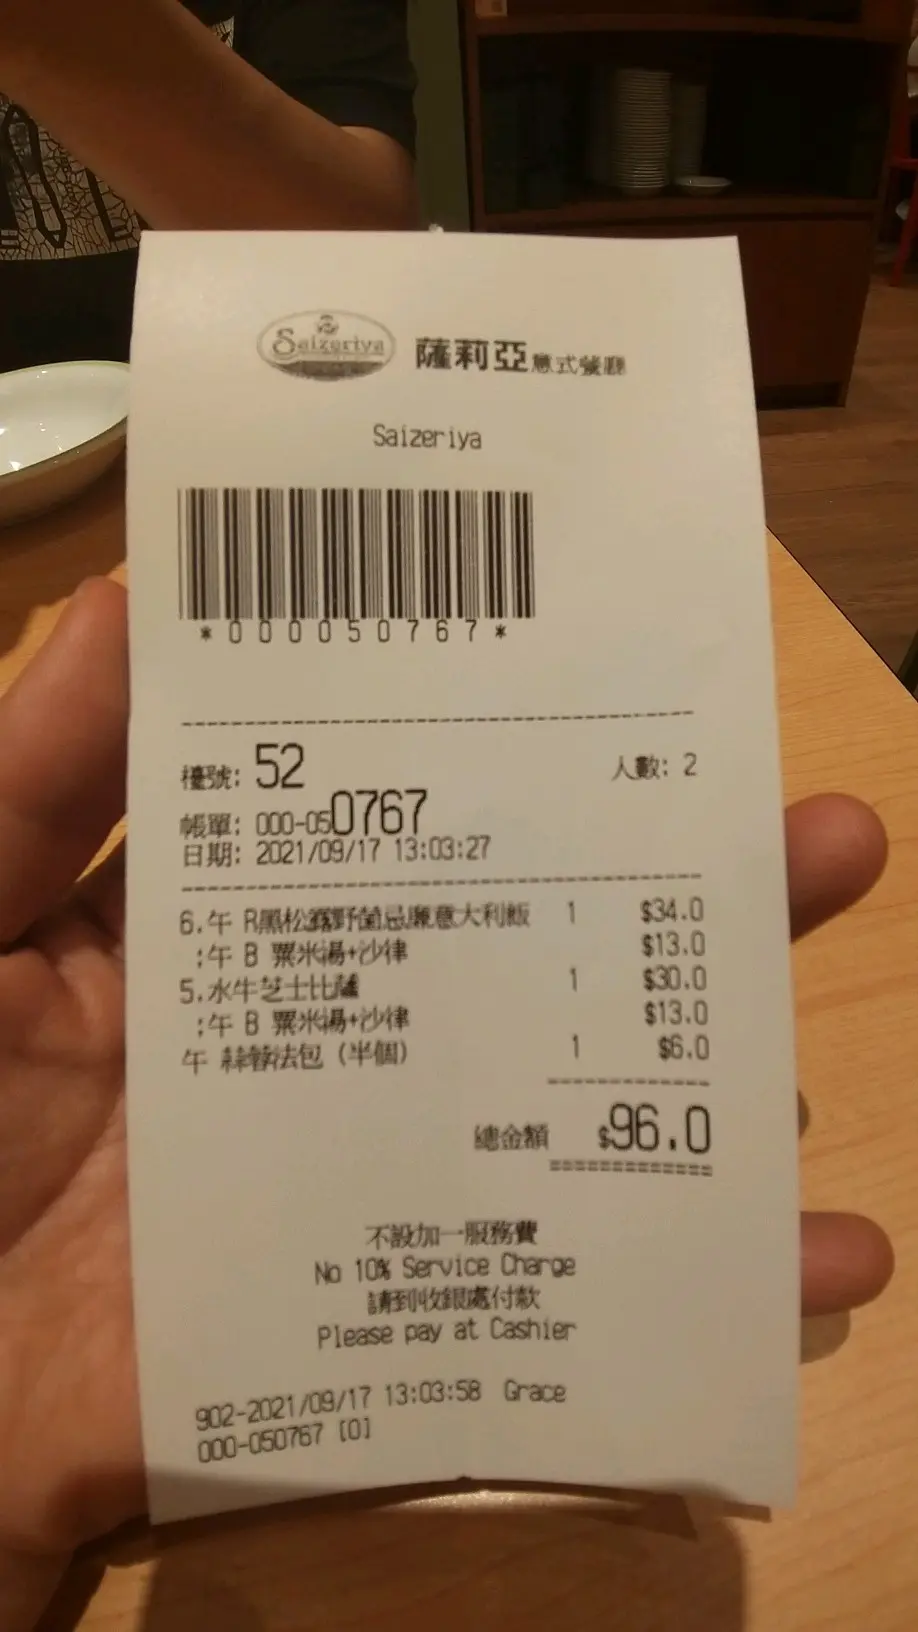 Saizeriya 薩莉亞意式餐廳
Saizeriya
*000050767*
檯號: 52 人數: 2
帳單: 000-050767
日期: 2021/09/17 13:03:27
6.午 R黑松露野菌忌廉意大利飯 1 $34.0
:午 B 粟米湯+沙律 $13.0
5.水牛芝士比薩 1 $30.0
:午 B 粟米湯+沙律 $13.0
午 蒜蓉法包 (半個) 1 $6.0
總金額 $96.0
不設加一服務費
No 10% Service Charge
請到收銀處付款
Please pay at Cashier
902-2021/09/17 13:03:58 Grace
000-050767 [0]